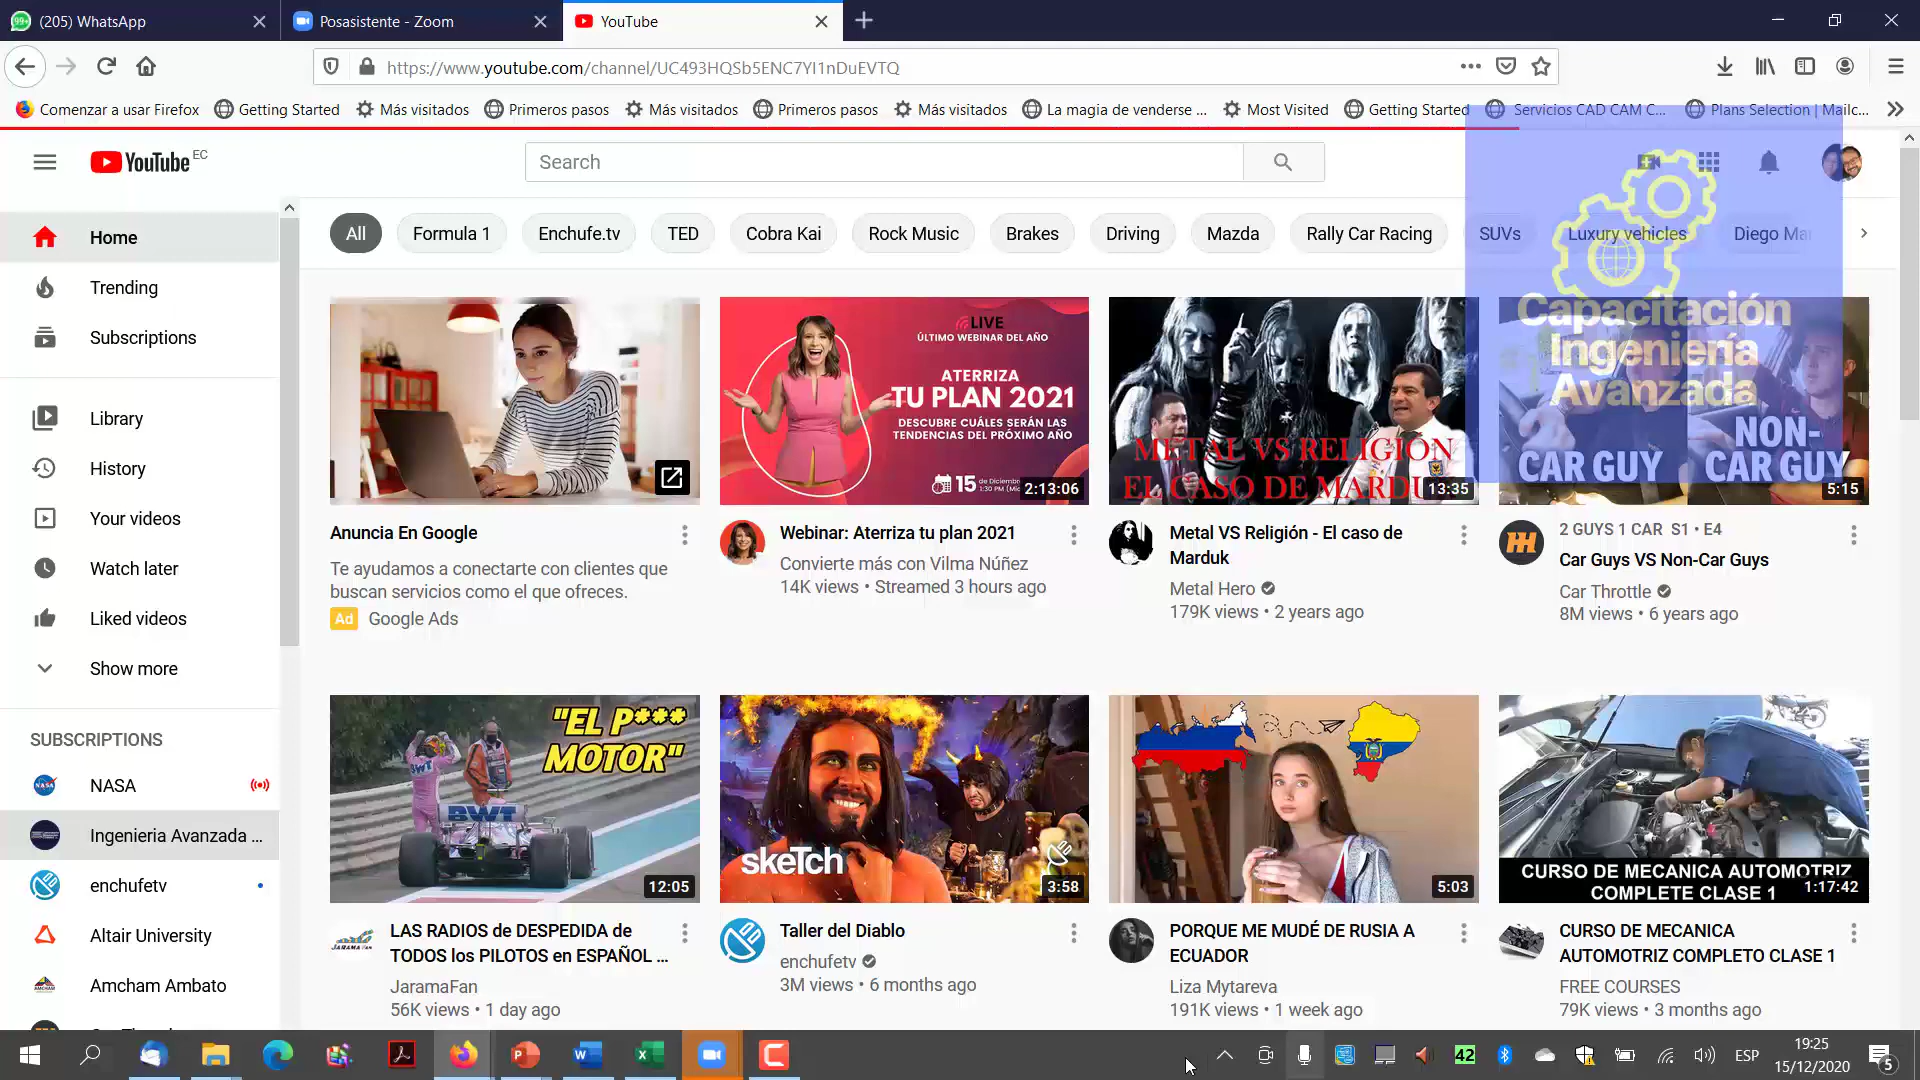 (205) WhatsApp
Posasistente - Zoom
YouTube
https://www.youtube.com/channel/UC493HQSb5ENC7YI1nDuEVTQ
Comenzar a usar Firefox
Getting Started
Más visitados
Primeros pasos
Más visitados
Primeros pasos
Más visitados
La magia de venderse ...
Most Visited
Getting Started
Servicios CAD CAM C...
Plans Selection | Mailc...
YouTube EC
Search
All
Formula 1
Enchufe.tv
TED
Cobra Kai
Rock Music
Brakes
Driving
Mazda
Rally Car Racing
SUVs
Luxury vehicles
Diego Ma
Home
Trending
Subscriptions
Library
History
Your videos
Watch later
Liked videos
Show more
SUBSCRIPTIONS
NASA
Ingenieria Avanzada ...
enchufetv
Altair University
Amcham Ambato
Capacitación
Ingeniería
Avanzada
LIVE
ÚLTIMO WEBINAR DEL AÑO
ATERRIZA
TU PLAN 2021
DESCUBRE CUÁLES SERÁN LAS
TENDENCIAS DEL PRÓXIMO AÑO
15 de Diciembre
2:13:06
METAL VS RELIGIÓN
EL CASO DE MARDU
13:35
CAR GUY
NON-
CAR GUY
5:15
Anuncia En Google
Te ayudamos a conectarte con clientes que
buscan servicios como el que ofreces.
Ad Google Ads
Webinar: Aterriza tu plan 2021
Convierte más con Vilma Núñez
14K views • Streamed 3 hours ago
Metal VS Religión - El caso de
Marduk
Metal Hero
179K views • 2 years ago
2 GUYS 1 CAR S1 • E4
Car Guys VS Non-Car Guys
Car Throttle
8M views • 6 years ago
"EL P***
MOTOR"
BWT
12:05
skeTch
3:58
5:03
CURSO DE MECANICA AUTOMOTRIZ
COMPLETE CLASE 1
1:17:42
LAS RADIOS de DESPEDIDA de
TODOS los PILOTOS en ESPAÑOL ...
JaramaFan
56K views • 1 day ago
Taller del Diablo
enchufetv
3M views • 6 months ago
PORQUE ME MUDÉ DE RUSIA A
ECUADOR
Liza Mytareva
191K views • 1 week ago
CURSO DE MECANICA
AUTOMOTRIZ COMPLETO CLASE 1
FREE COURSES
79K views • 3 months ago
42
ESP
19:25
15/12/2020
5